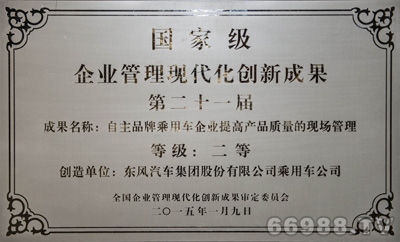 国家级
企业管理现代化创新成果
第二十一届
成果名称：自主品牌乘用车企业提高产品质量的现场管理
等级：二等
创造单位：东风汽车集团股份有限公司乘用车公司
全国企业管理现代化创新成果审定委员会
二〇一五年一月九日